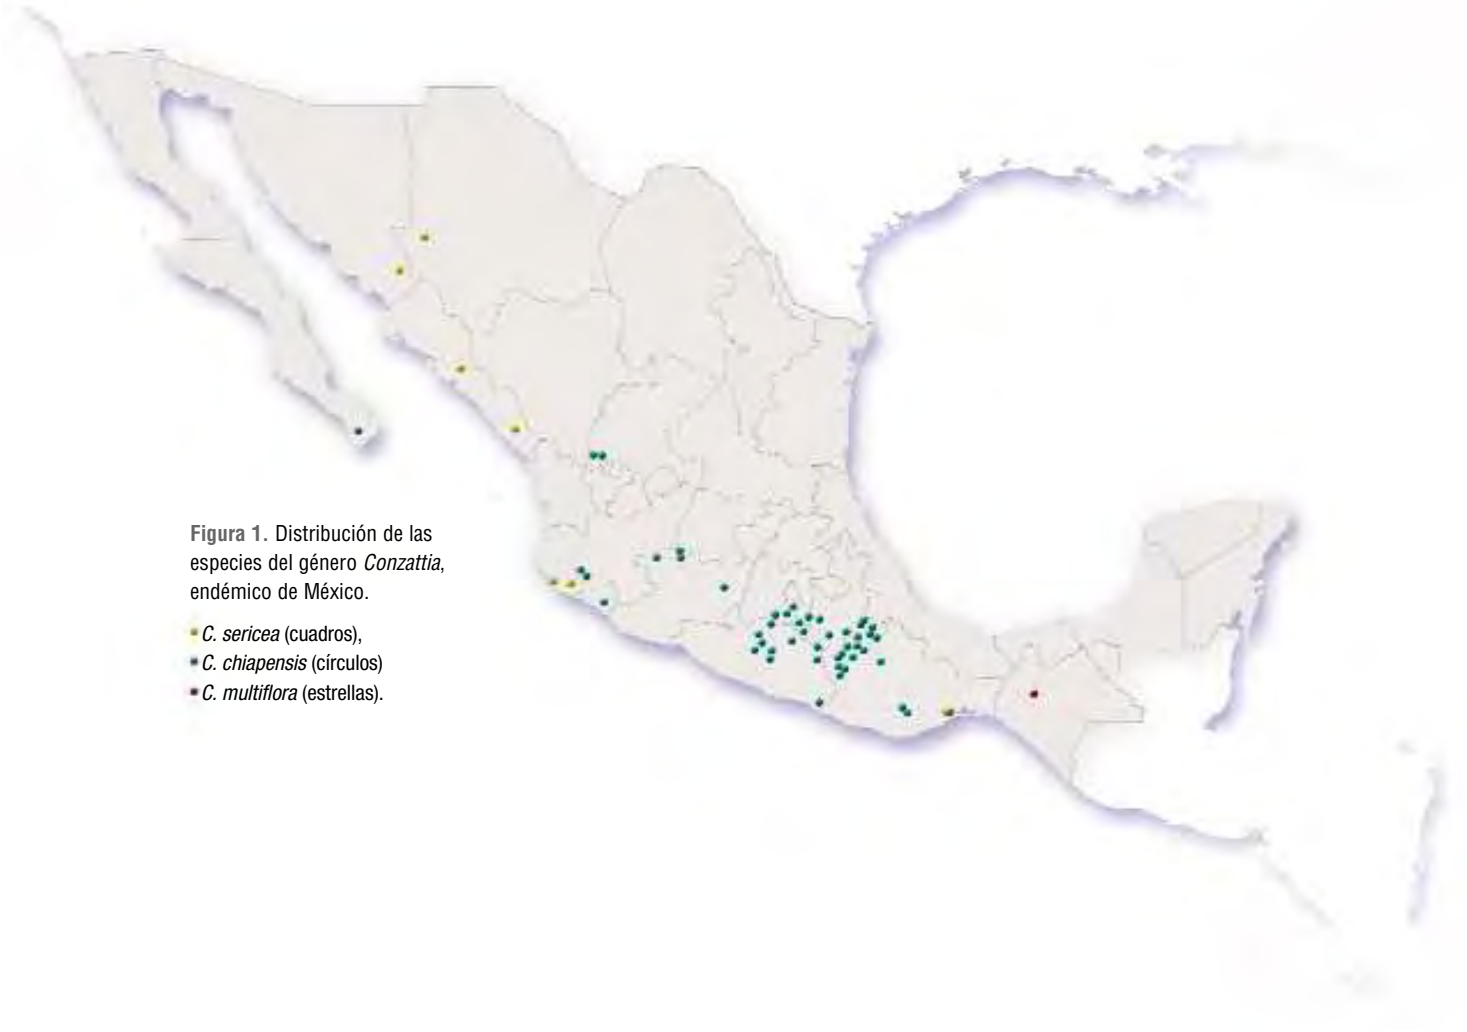 Figura 1. Distribución de las
especies del género Conzattia,
endémico de México.
C. sericea (cuadros),
C. chiapensis (círculos)
C. multiflora (estrellas).